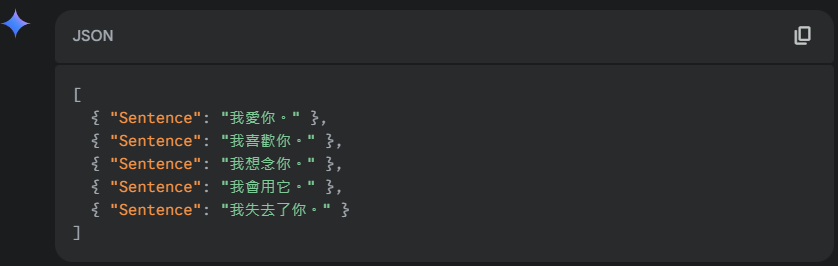 JSON
[
{ "Sentence": "我愛你。" },
{ "Sentence": "我喜歡你。" },
{ "Sentence": "我想念你。" },
{ "Sentence": "我會用它。" },
{ "Sentence": "我失去了你。" }
]